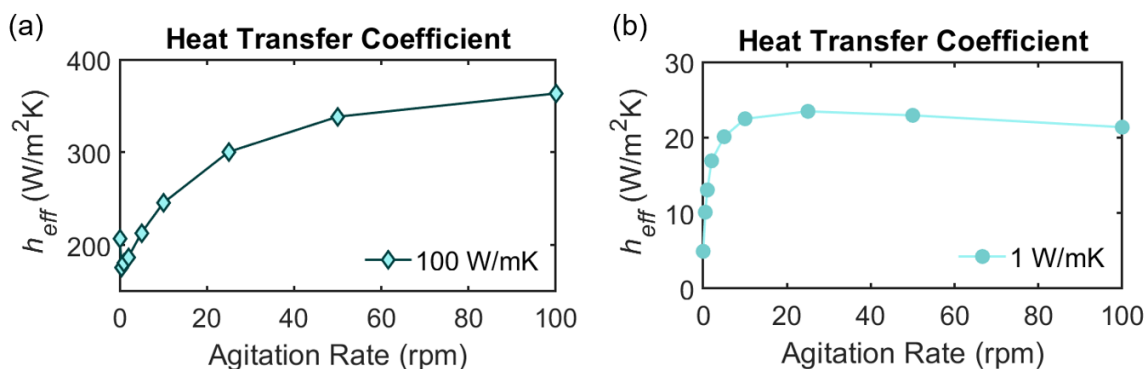 (a)
Heat Transfer Coefficient
400
300
200
h_eff (W/m²K)
100 W/mK
0 20 40 60 80 100
Agitation Rate (rpm)
(b)
Heat Transfer Coefficient
30
20
10
0
h_eff (W/m²K)
1 W/mK
0 20 40 60 80 100
Agitation Rate (rpm)